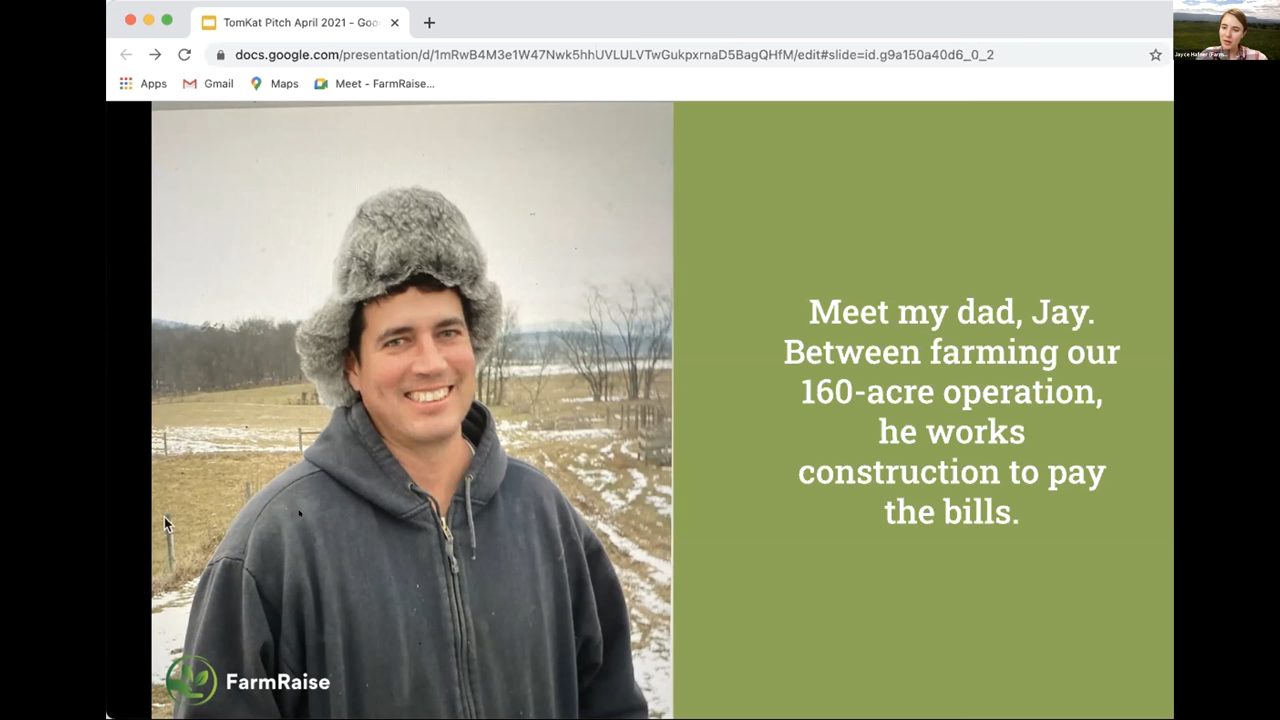 TomKat Pitch April 2021 - Goo
docs.google.com/presentation/d/1mRwB4M3e1W47Nwk5hhUVLULVTwGukpxrnaD5BagQHfM/edit#slide=id.g9a150a40d6_0_2
Apps
Gmail
Maps
Meet - FarmRaise...
Meet my dad, Jay.
Between farming our
160-acre operation,
he works
construction to pay
the bills.
FarmRaise